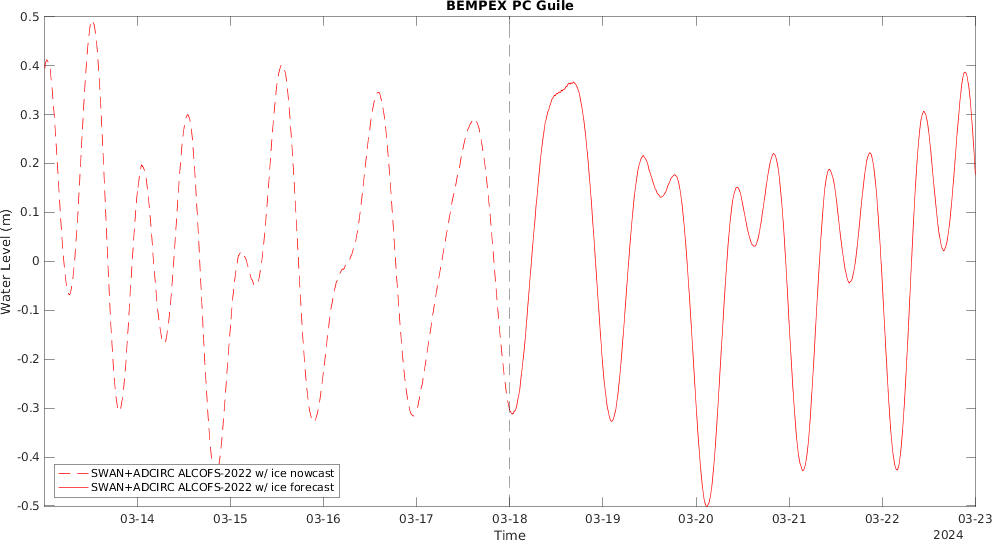 BEMPEX PC Guile
Water Level (m)
0.5
0.4
0.3
0.2
0.1
0
-0.1
-0.2
-0.3
-0.4
-0.5
SWAN+ADCIRC ALCOFS-2022 w/ ice nowcast
SWAN+ADCIRC ALCOFS-2022 w/ ice forecast
03-14 03-15 03-16 03-17 03-18 03-19 03-20 03-21 03-22 03-23
Time
2024